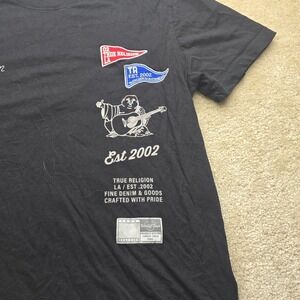 TRUE RELIGION
TR
EST. 2002
Est 2002
TRUE RELIGION
LA / EST .2002
FINE DENIM & GOODS
CRAFTED WITH PRIDE